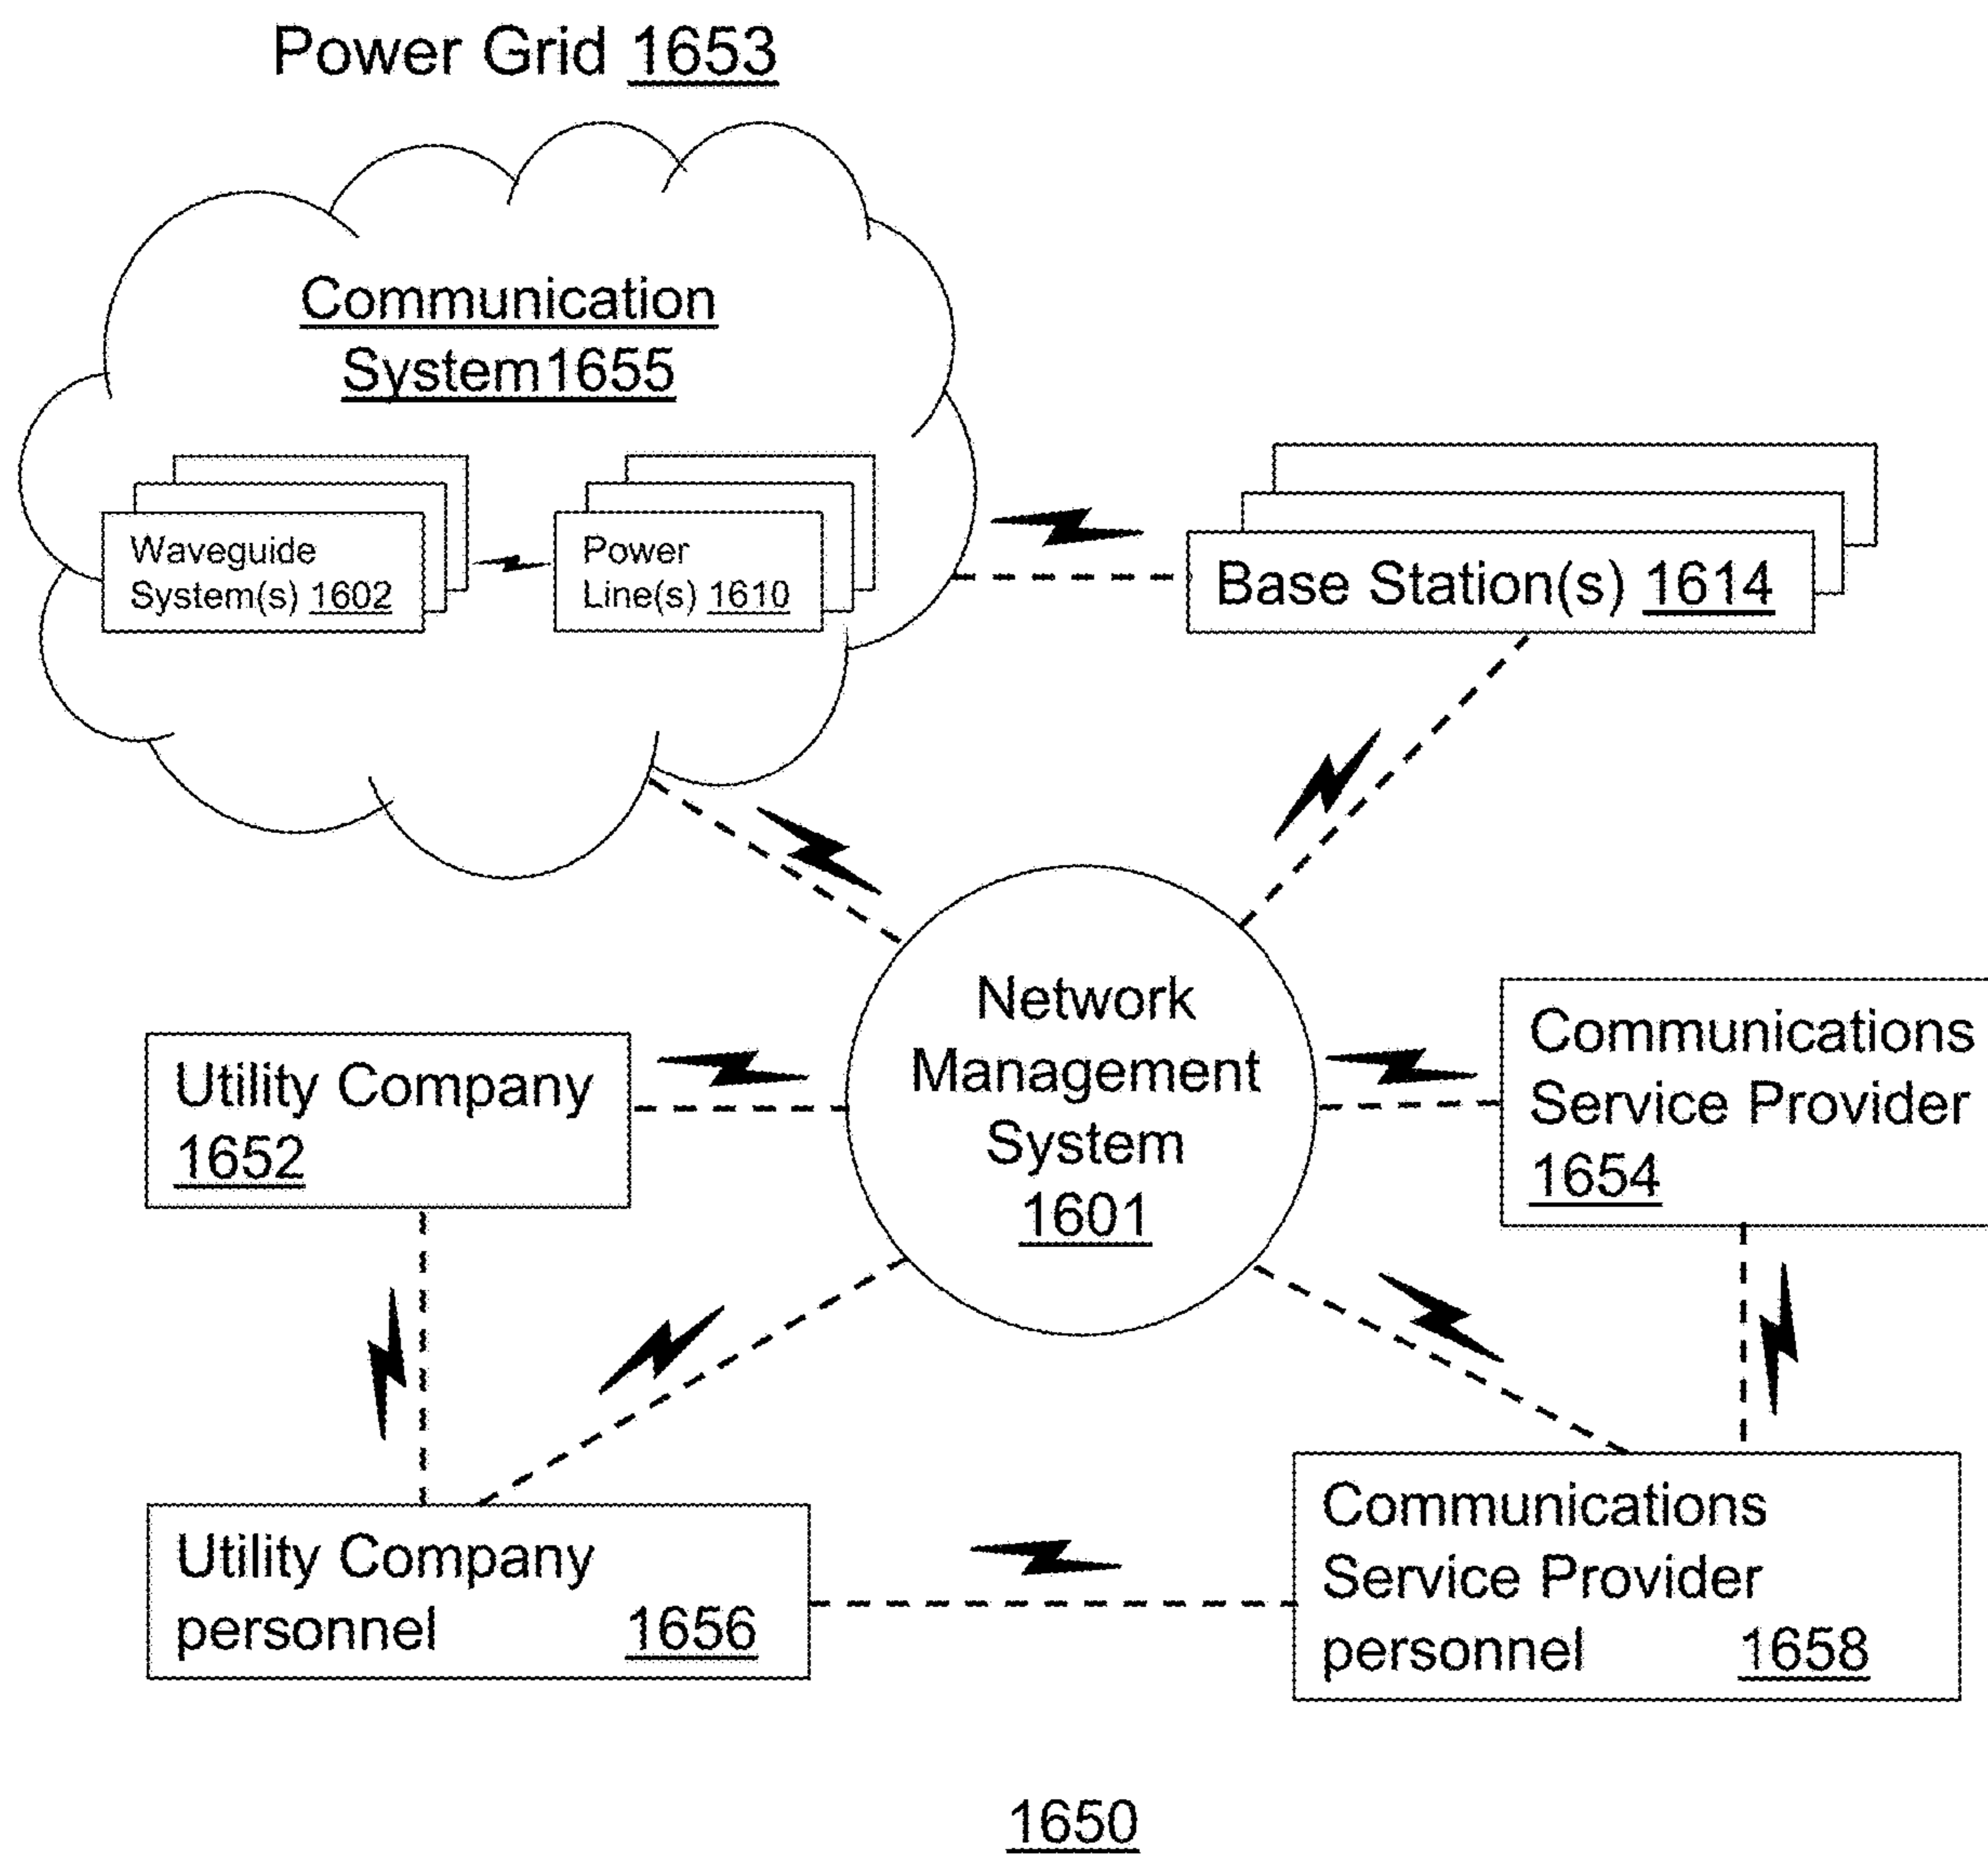 Power Grid 1653
Communication
System1655
Waveguide
System(s) 1602
Power
Line(s) 1610
Base Station(s) 1614
Network
Management
System
1601
Utility Company
1652
Communications
Service Provider
1654
Utility Company
personnel 1656
Communications
Service Provider
personnel 1658
1650